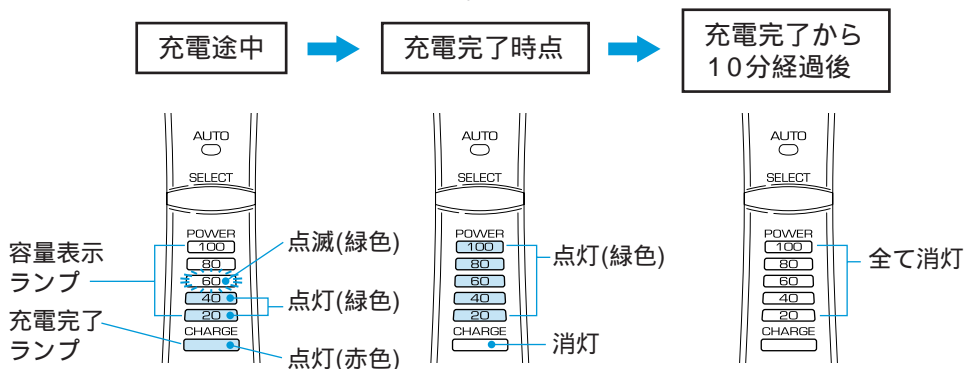 充電途中
充電完了時点
充電完了から
10分経過後
AUTO
SELECT
POWER
100
80
60
40
20
CHARGE
容量表示
ランプ
充電完了
ランプ
点滅(緑色)
点灯(緑色)
点灯(赤色)
AUTO
SELECT
POWER
100
80
60
40
20
CHARGE
点灯(緑色)
消灯
AUTO
SELECT
POWER
100
80
60
40
20
CHARGE
全て消灯